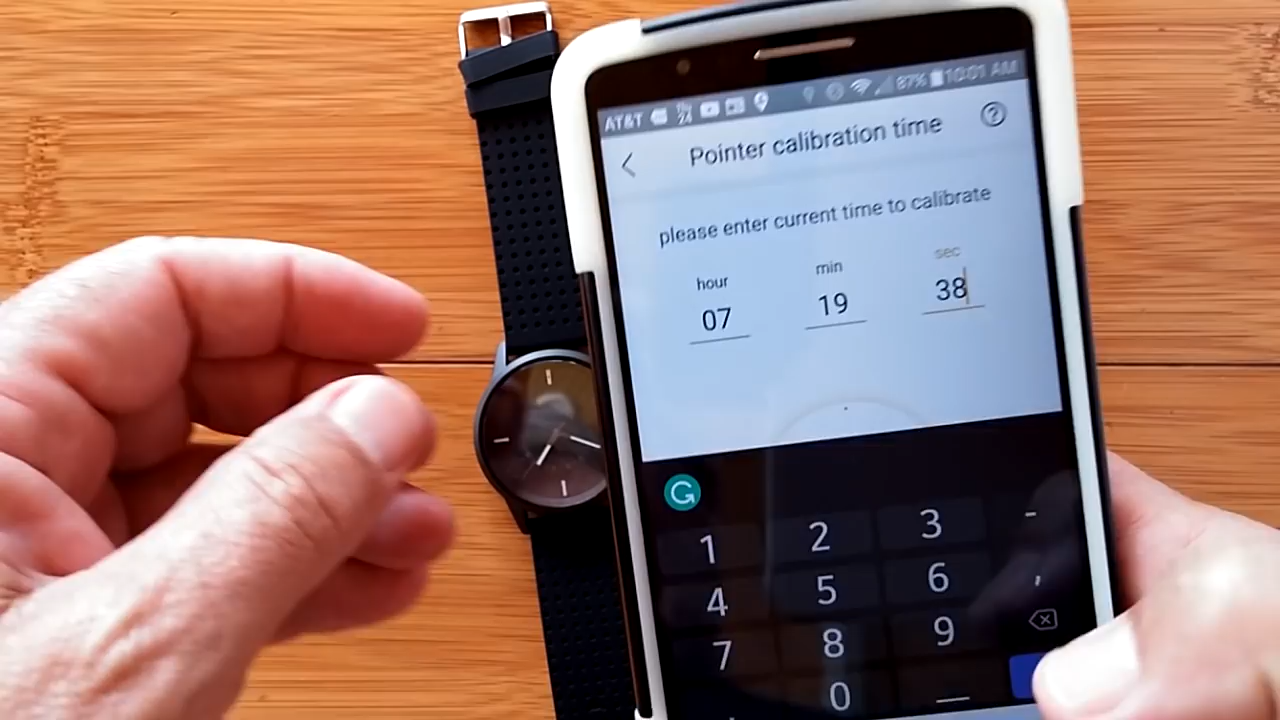 AT&T 87% 10:01 AM
Pointer calibration time ?
please enter current time to calibrate
hour min sec
07 19 38
1 2 3 -
4 5 6 ,
7 8 9
0